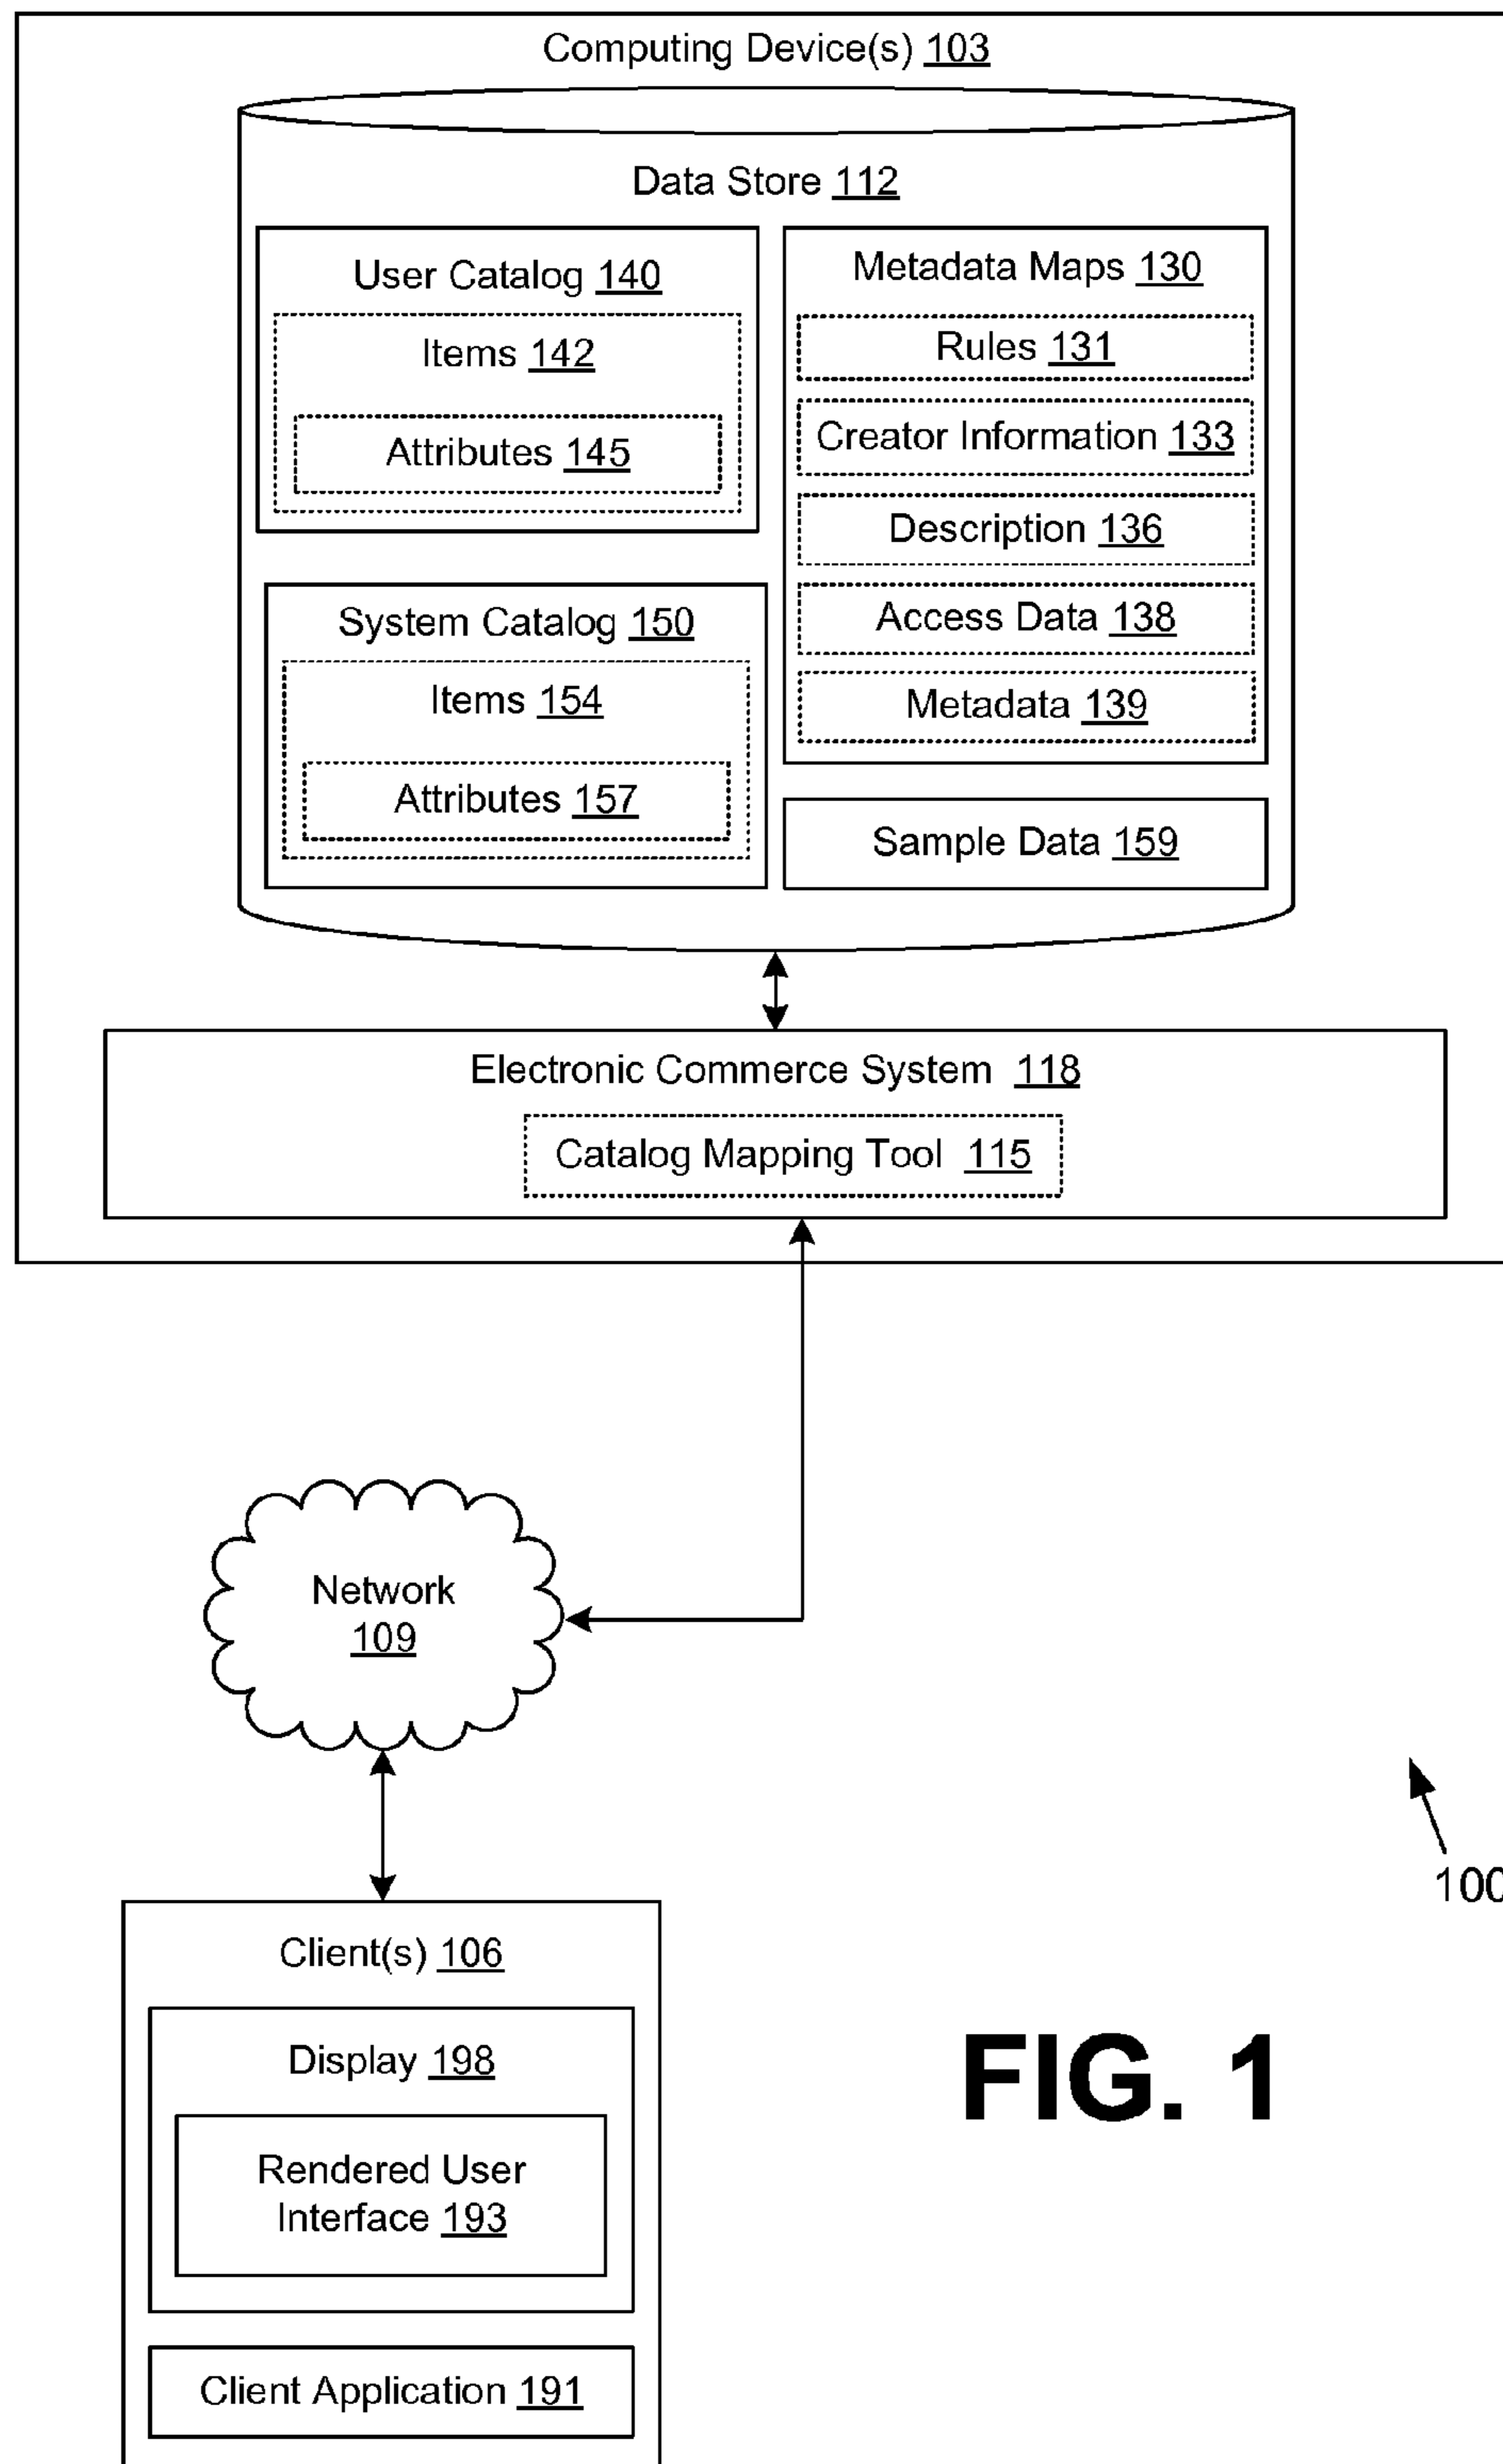 Computing Device(s) 103
Data Store 112
User Catalog 140
Items 142
Attributes 145
System Catalog 150
Items 154
Attributes 157
Metadata Maps 130
Rules 131
Creator Information 133
Description 136
Access Data 138
Metadata 139
Sample Data 159
Electronic Commerce System 118
Catalog Mapping Tool 115
Network
109
100
Client(s) 106
Display 198
Rendered User
Interface 193
Client Application 191
FIG. 1